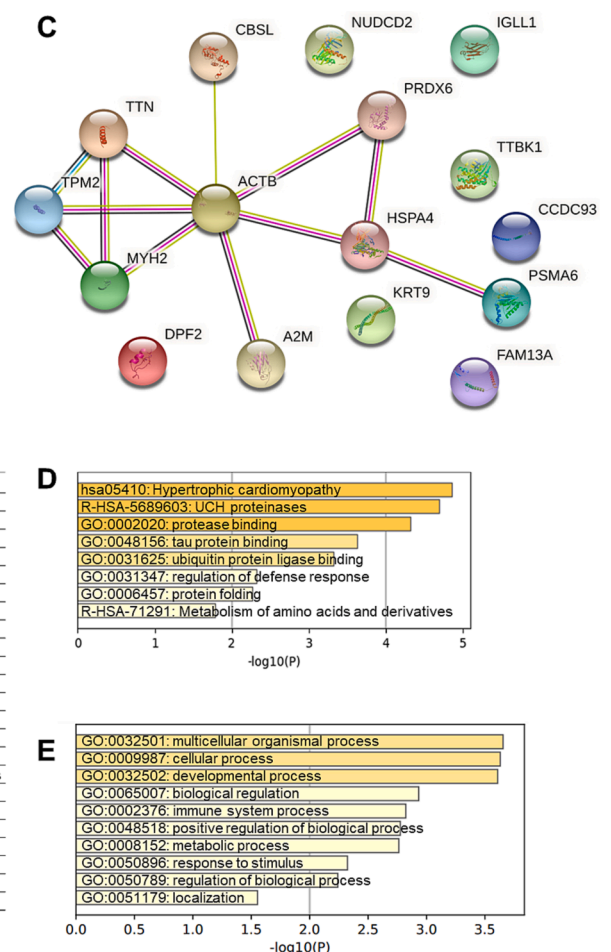 C
CBSL
NUDCD2
IGLL1
TTN
PRDX6
TTBK1
TPM2
ACTB
CCDC93
HSPA4
MYH2
PSMA6
KRT9
DPF2
A2M
FAM13A
D
hsa05410: Hypertrophic cardiomyopathy
R-HSA-5689603: UCH proteinases
GO:0002020: protease binding
GO:0048156: tau protein binding
GO:0031625: ubiquitin protein ligase binding
GO:0031347: regulation of defense response
GO:0006457: protein folding
R-HSA-71291: Metabolism of amino acids and derivatives
0 1 2 3 4 5
-log10(P)
E
GO:0032501: multicellular organismal process
GO:0009987: cellular process
GO:0032502: developmental process
GO:0065007: biological regulation
GO:0002376: immune system process
GO:0048518: positive regulation of biological process
GO:0008152: metabolic process
GO:0050896: response to stimulus
GO:0050789: regulation of biological process
GO:0051179: localization
0.0 0.5 1.0 1.5 2.0 2.5 3.0 3.5
-log10(P)